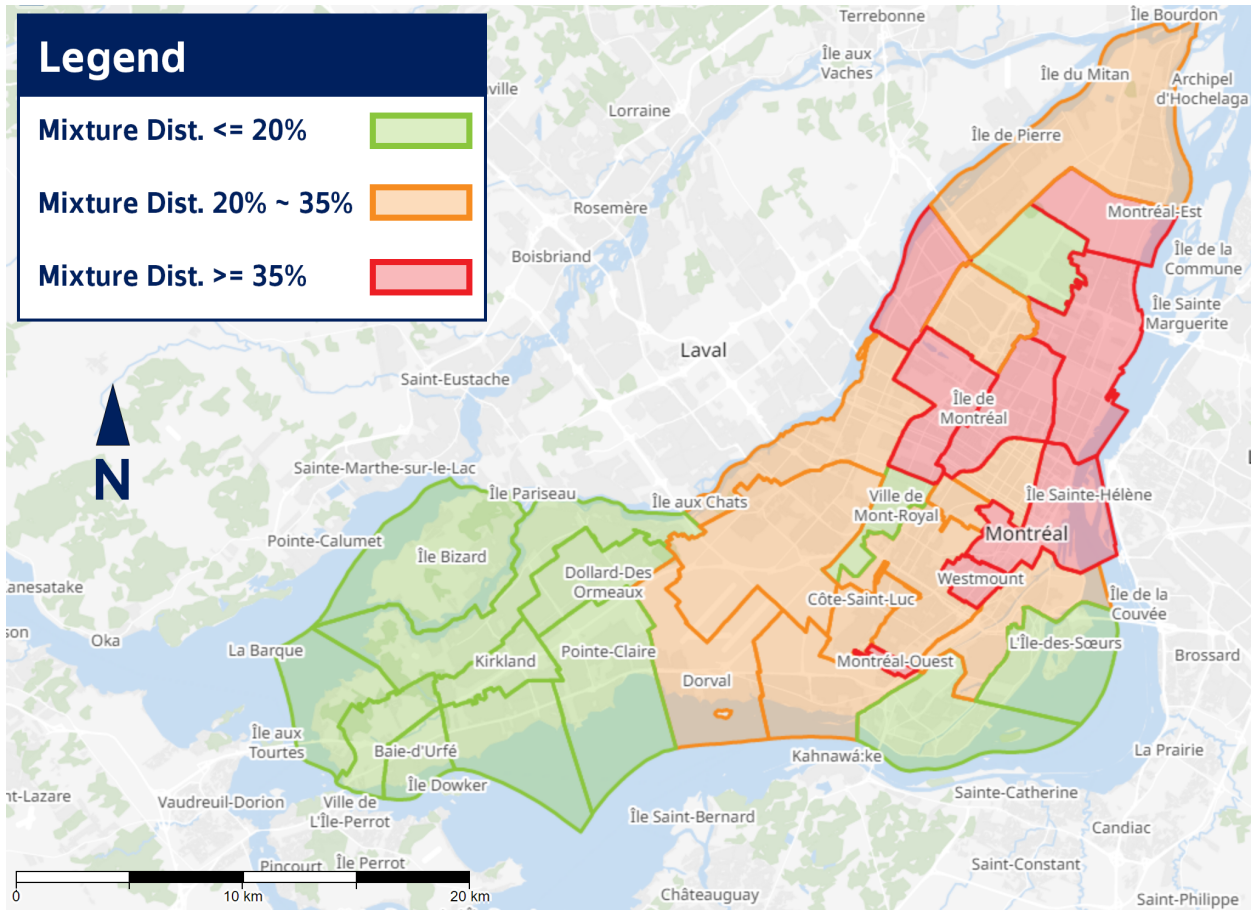 Legend
Mixture Dist. <= 20%
Mixture Dist. 20% ~ 35%
Mixture Dist. >= 35%
N
0
10 km
20 km
Terrebonne
Île Bourdon
Île aux
Vaches
Île du Mitan
Archipel
d'Hochelaga
ville
Lorraine
Île de Pierre
Rosemère
Montréal-Est
Boisbriand
Île de la
Commune
Île Sainte
Marguerite
Laval
Saint-Eustache
Île de
Montréal
Sainte-Marthe-sur-le-Lac
Île Pariseau
Île aux Chats
Ville de
Mont-Royal
Île Sainte-Hélène
Pointe-Calumet
Île Bizard
Montréal
anesatake
Dollard-Des
Ormeaux
Westmount
Côte-Saint-Luc
Île de la
Couvée
son
Oka
La Barque
Kirkland
Pointe-Claire
L'Île-des-Sœurs
Montréal-Ouest
Brossard
Dorval
Île aux
Tourtes
Baie-d'Urfé
Kahnawá:ke
La Prairie
Île Dowker
nt-Lazare
Vaudreuil-Dorion
Ville de
L'Île-Perrot
Île Saint-Bernard
Sainte-Catherine
Candiac
Pincourt
Île Perrot
Saint-Constant
Châteauguay
Saint-Philippe